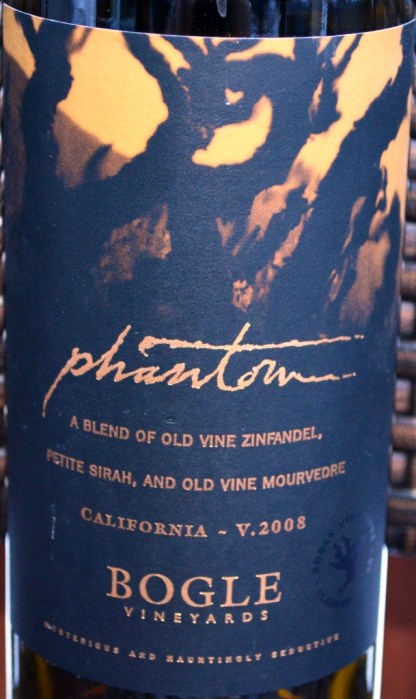 phantom
A BLEND OF OLD VINE ZINFANDEL,
PETITE SIRAH, AND OLD VINE MOURVEDRE
CALIFORNIA ~ V.2008
BOGLE
VINEYARDS
MYSTERIOUS AND HAUNTINGLY SEDUCTIVE